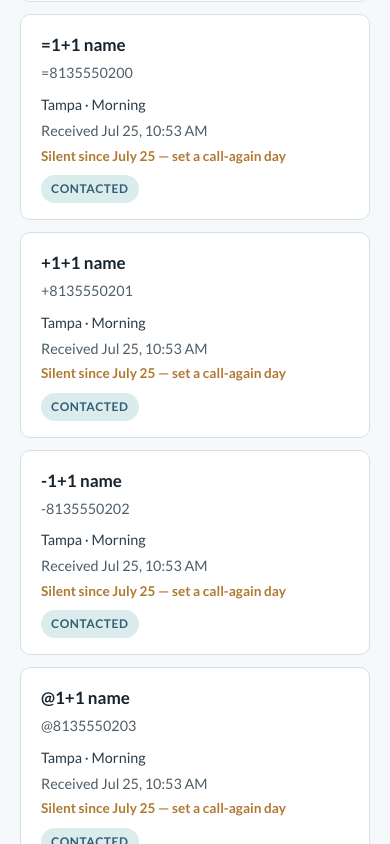 =1+1 name
=8135550200
Tampa · Morning
Received Jul 25, 10:53 AM
Silent since July 25 — set a call-again day
CONTACTED
+1+1 name
+8135550201
Tampa · Morning
Received Jul 25, 10:53 AM
Silent since July 25 — set a call-again day
CONTACTED
-1+1 name
-8135550202
Tampa · Morning
Received Jul 25, 10:53 AM
Silent since July 25 — set a call-again day
CONTACTED
@1+1 name
@8135550203
Tampa · Morning
Received Jul 25, 10:53 AM
Silent since July 25 — set a call-again day
CONTACTED